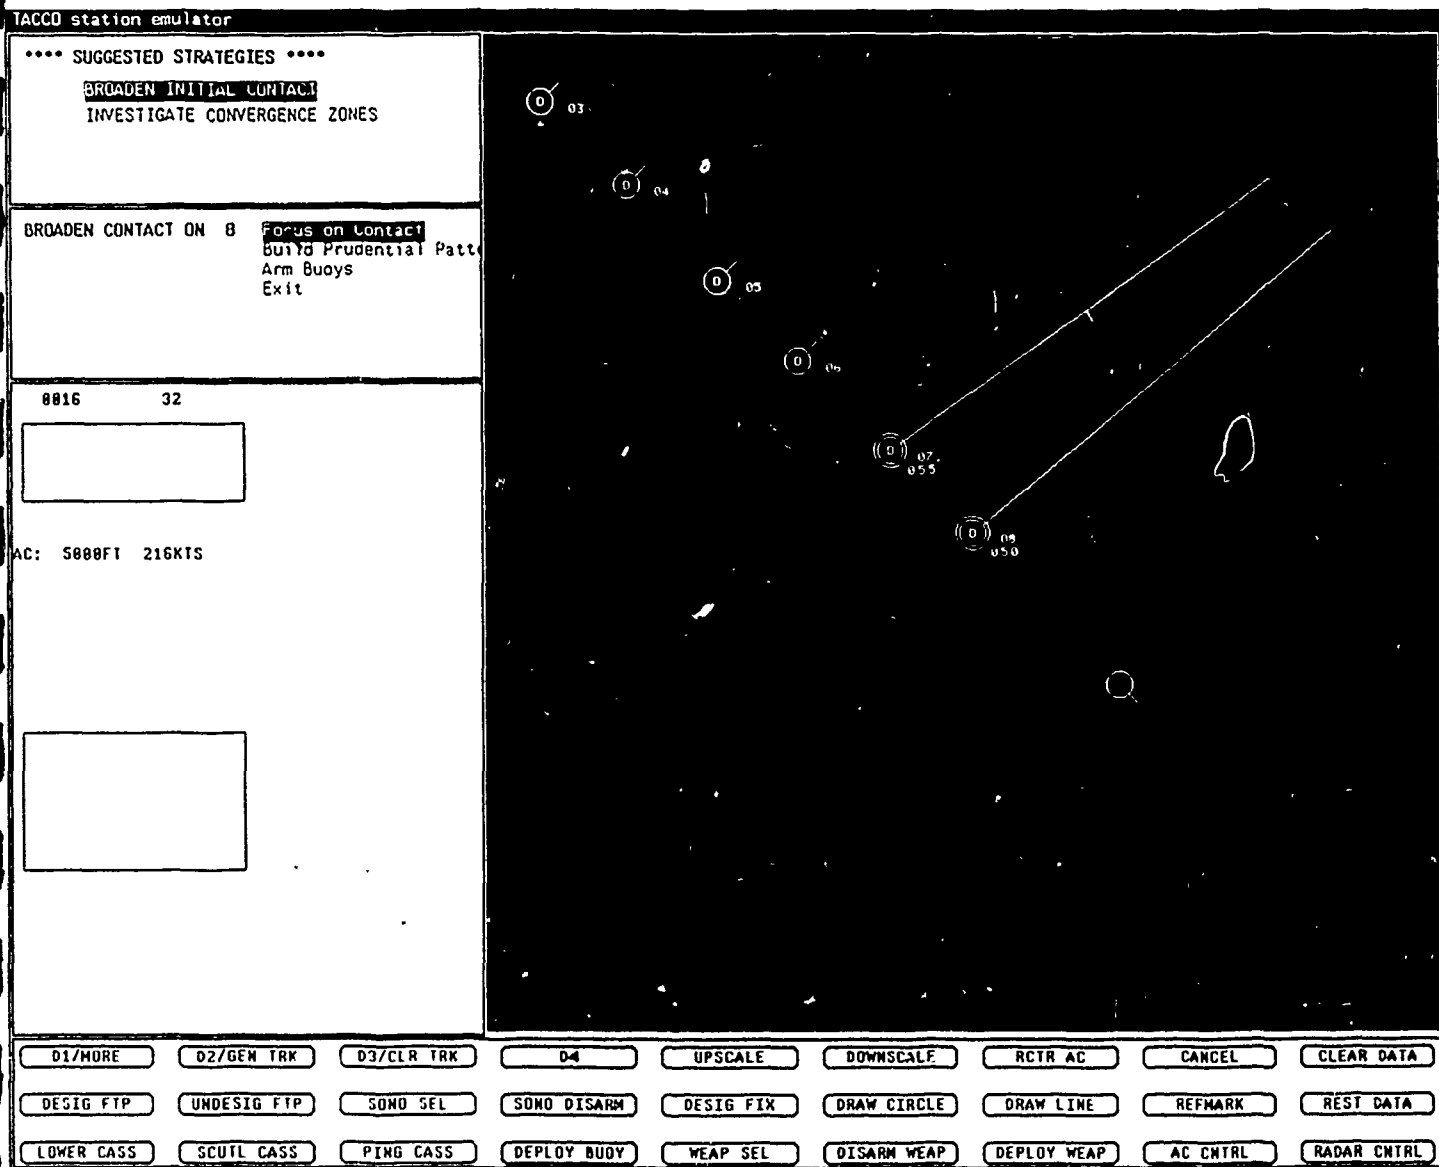 TACCO station emulator
**** SUGGESTED STRATEGIES ****
BROADEN INITIAL CONTACT
INVESTIGATE CONVERGENCE ZONES
BROADEN CONTACT ON 8 Focus on Contact
Build Prudential Patt
Arm Buoys
Exit
0016 32
AC: 5000FT 216KTS
D 03
D 04
D 05
D 06
D 07
055
D 08
050
D1/MORE D2/GEN TRK D3/CLR TRK D4 UPSCALE DOWNSCALE RCTR AC CANCEL CLEAR DATA
DESIG FTP UNDESIG FTP SONO SEL SONO DISARM DESIG FIX DRAW CIRCLE DRAW LINE REFMARK REST DATA
LOWER CASS SCUTL CASS PING CASS DEPLOY BUOY WEAP SEL DISARM WEAP DEPLOY WEAP AC CNTRL RADAR CNTRL